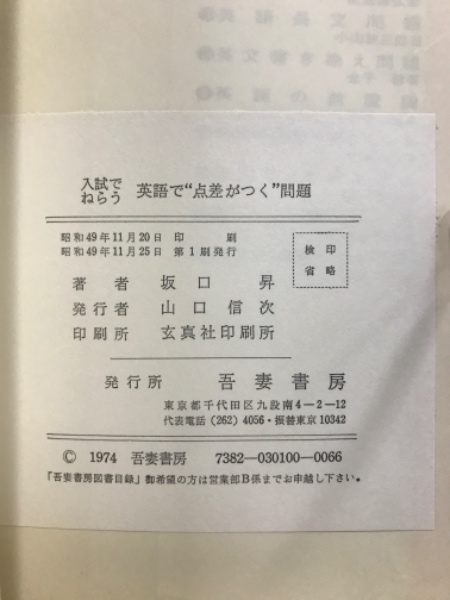 入試で
ねらう
英語で“点差がつく”問題
昭和49年11月20日 印 刷
昭和49年11月25日 第1刷発行
検 印
省 略
著 者 坂 口 昇
発行者 山 口 信 次
印刷所 玄真社印刷所
発行所 吾 妻 書 房
東京都千代田区九段南4—2—12
代表電話 (262) 4056・振替東京 10342
© 1974 吾妻書房 7382—030100—0066
「吾妻書房図書目録」御希望の方は営業部B係までお申越し下さい。